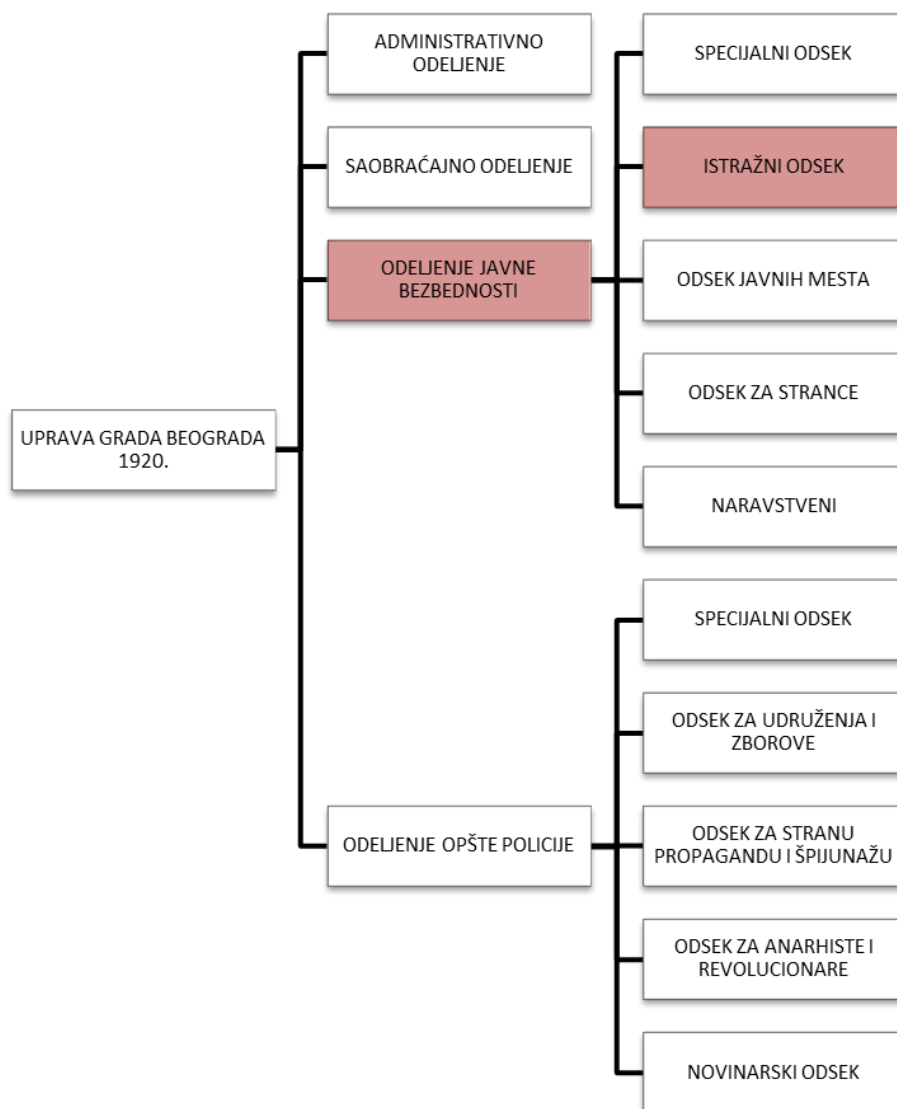 UPRAVA GRADA BEOGRADA
1920.
ADMINISTRATIVNO
ODELJENJE
SAOBRAĆAJNO ODELJENJE
ODELJENJE JAVNE
BEZBEDNOSTI
SPECIJALNI ODSEK
ISTRAŽNI ODSEK
ODSEK JAVNIH MESTA
ODSEK ZA STRANCE
NARAVSTVENI
ODELJENJE OPŠTE POLICIJE
SPECIJALNI ODSEK
ODSEK ZA UDRUŽENJA I
ZBOROVE
ODSEK ZA STRANU
PROPAGANDU I ŠPIJUNAŽU
ODSEK ZA ANARHISTE I
REVOLUCIONARE
NOVINARSKI ODSEK